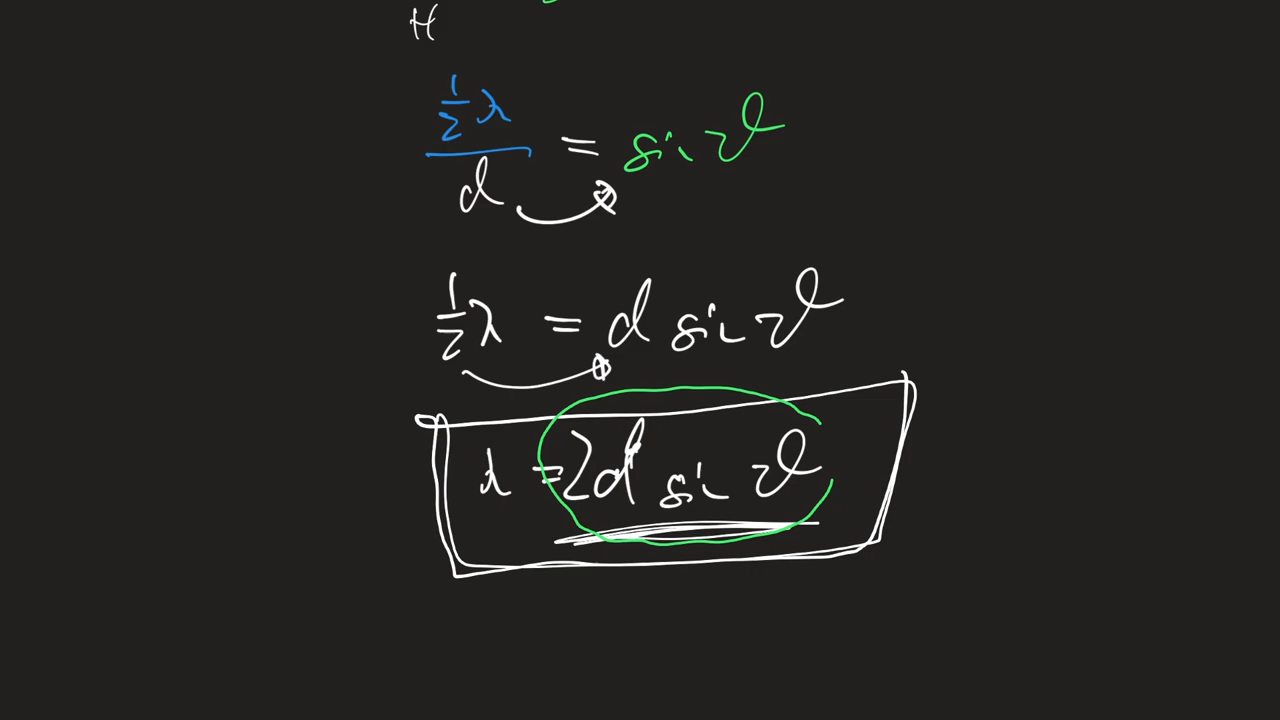 H
½λ / d = sin ϑ
½λ = d sin ϑ
λ = 2d sin ϑ